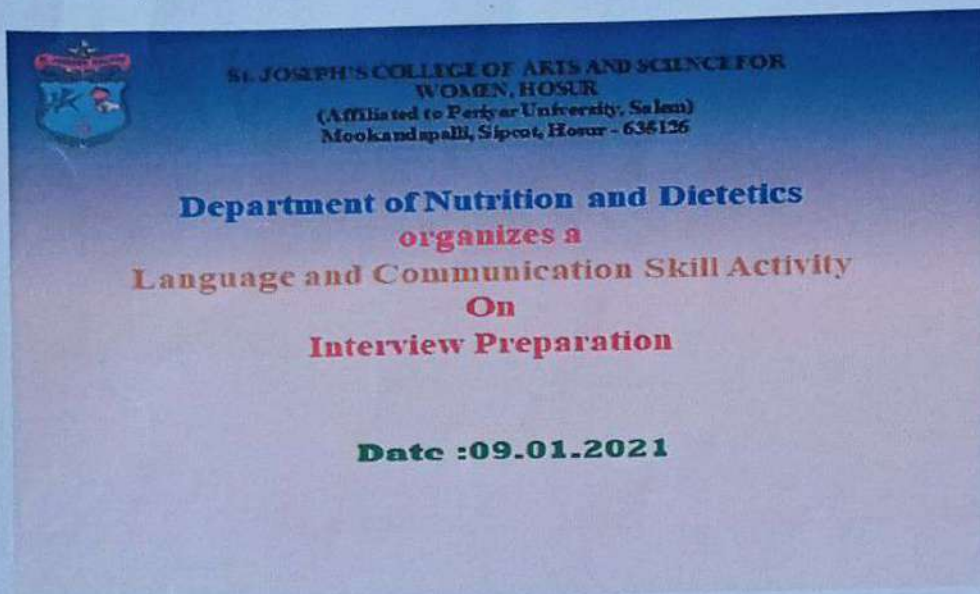 St. JOSEPH'S COLLEGE OF ARTS AND SCIENCE FOR
WOMEN, HOSUR
(Affiliated to Periyar University, Salem)
Mookandapalli, Sipcot, Hosur - 635126
Department of Nutrition and Dietetics
organizes a
Language and Communication Skill Activity
On
Interview Preparation
Date :09.01.2021